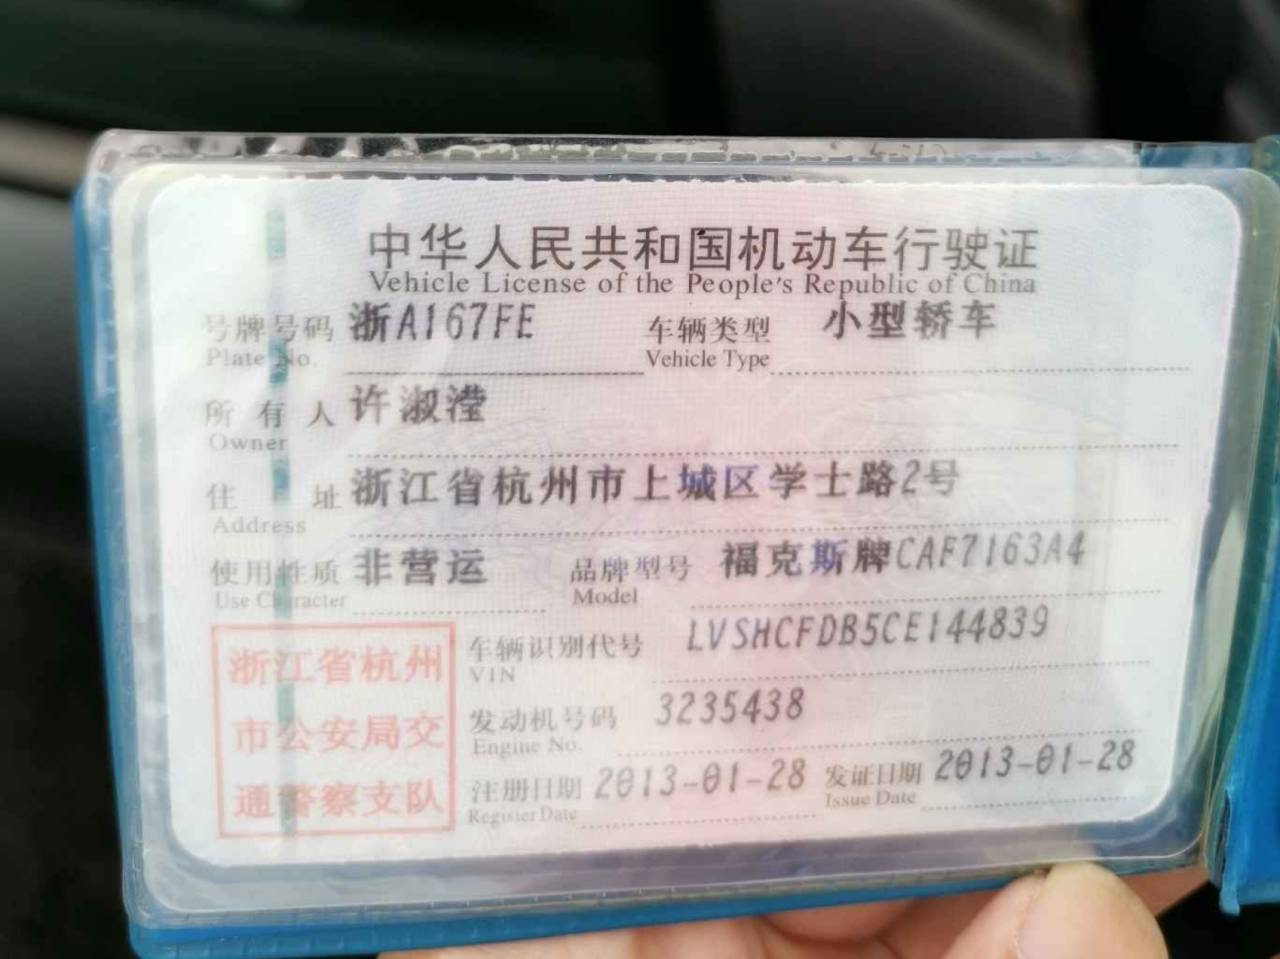 中华人民共和国机动车行驶证
Vehicle License of the People's Republic of China
号牌号码 浙A167FE 车辆类型 小型轿车
Plate No. Vehicle Type
所有人 许淑滢
Owner
住址 浙江省杭州市上城区学士路2号
Address
使用性质 非营运 品牌型号 福克斯牌CAF7163A4
Use Character Model
浙江省杭州
市公安局交
通警察支队
车辆识别代号 LVSHCFDB5CE144839
VIN
发动机号码 3235438
Engine No.
注册日期 2013-01-28 发证日期 2013-01-28
Register Date Issue Date